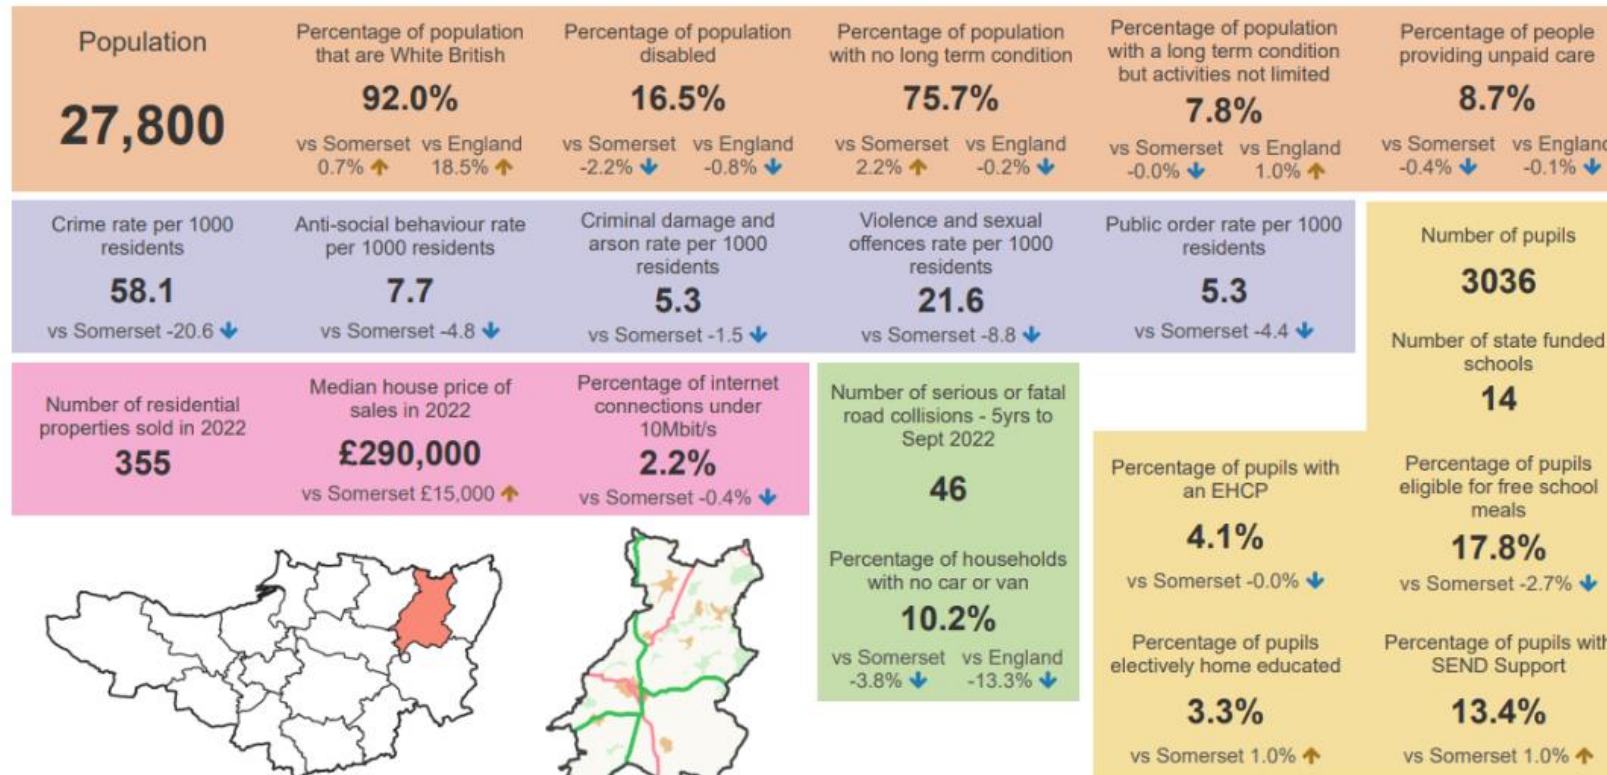 Population
27,800
Percentage of population
that are White British
92.0%
vs Somerset vs England
0.7% 18.5%
Percentage of population
disabled
16.5%
vs Somerset vs England
-2.2% -0.8%
Percentage of population
with no long term condition
75.7%
vs Somerset vs England
2.2% -0.2%
Percentage of population
with a long term condition
but activities not limited
7.8%
vs Somerset vs England
-0.0% 1.0%
Percentage of people
providing unpaid care
8.7%
vs Somerset vs England
-0.4% -0.1%
Crime rate per 1000
residents
58.1
vs Somerset -20.6
Anti-social behaviour rate
per 1000 residents
7.7
vs Somerset -4.8
Criminal damage and
arson rate per 1000
residents
5.3
vs Somerset -1.5
Violence and sexual
offences rate per 1000
residents
21.6
vs Somerset -8.8
Public order rate per 1000
residents
5.3
vs Somerset -4.4
Number of pupils
3036
Number of state funded
schools
14
Number of residential
properties sold in 2022
355
Median house price of
sales in 2022
£290,000
vs Somerset £15,000
Percentage of internet
connections under
10Mbit/s
2.2%
vs Somerset -0.4%
Number of serious or fatal
road collisions - 5yrs to
Sept 2022
46
Percentage of households
with no car or van
10.2%
vs Somerset vs England
-3.8% -13.3%
Percentage of pupils with
an EHCP
4.1%
vs Somerset -0.0%
Percentage of pupils
eligible for free school
meals
17.8%
vs Somerset -2.7%
Percentage of pupils
electively home educated
3.3%
vs Somerset 1.0%
Percentage of pupils with
SEND Support
13.4%
vs Somerset 1.0%